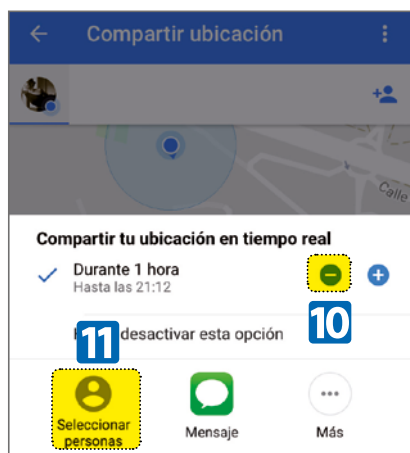 Compartir ubicación
Calle
Compartir tu ubicación en tiempo real
Durante 1 hora
Hasta las 21:12
10
11
desactivar esta opción
Seleccionar
personas
Mensaje
Más